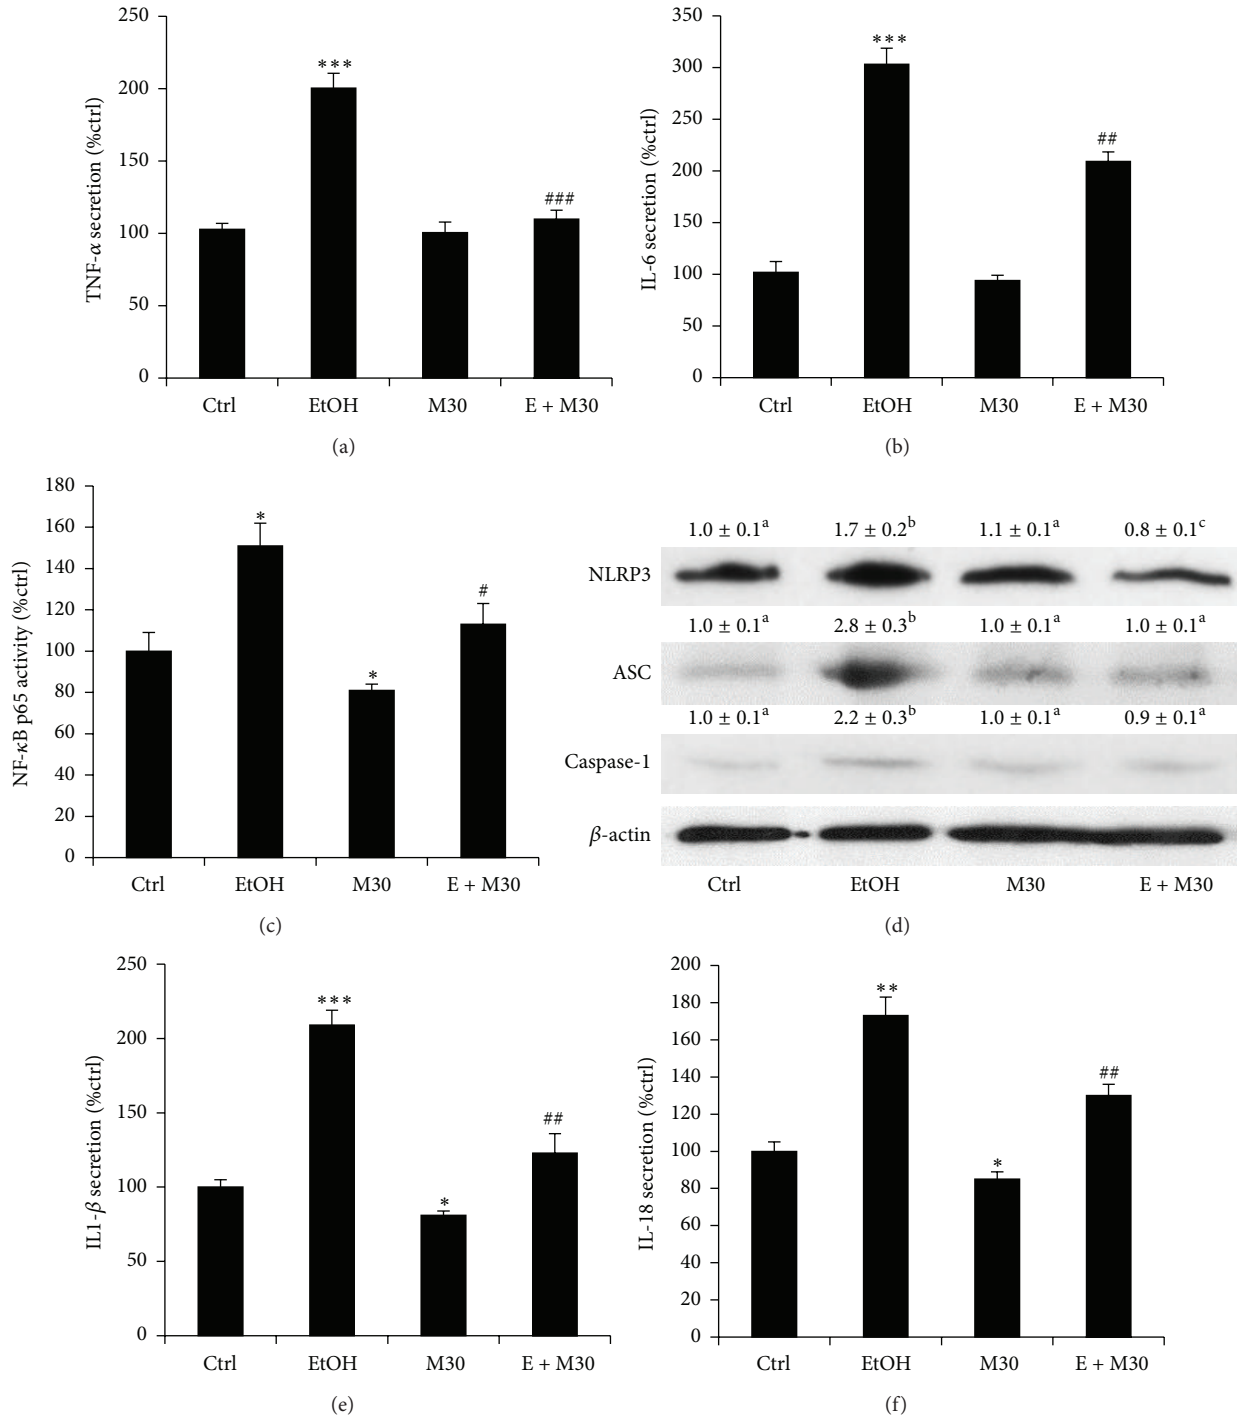 TNF-α secretion (%ctrl)
250
200
150
100
50
0
***
###
Ctrl EtOH M30 E + M30
(a)
IL-6 secretion (%ctrl)
350
300
250
200
150
100
50
0
***
##
Ctrl EtOH M30 E + M30
(b)
NF-κB p65 activity (%ctrl)
180
160
140
120
100
80
60
40
20
0
*
*
#
Ctrl EtOH M30 E + M30
(c)
1.0 ± 0.1ᵃ 1.7 ± 0.2ᵇ 1.1 ± 0.1ᵃ 0.8 ± 0.1ᶜ
NLRP3
1.0 ± 0.1ᵃ 2.8 ± 0.3ᵇ 1.0 ± 0.1ᵃ 1.0 ± 0.1ᵃ
ASC
1.0 ± 0.1ᵃ 2.2 ± 0.3ᵇ 1.0 ± 0.1ᵃ 0.9 ± 0.1ᵃ
Caspase-1
β-actin
Ctrl EtOH M30 E + M30
(d)
IL1-β secretion (%ctrl)
250
200
150
100
50
0
***
*
##
Ctrl EtOH M30 E + M30
(e)
IL-18 secretion (%ctrl)
200
180
160
140
120
100
80
60
40
20
0
**
*
##
Ctrl EtOH M30 E + M30
(f)